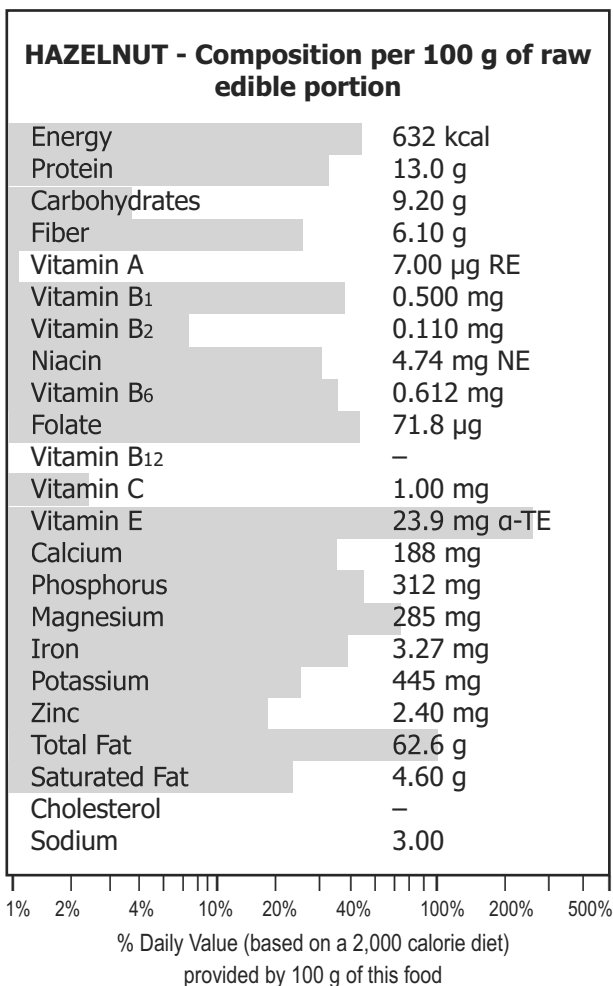 HAZELNUT - Composition per 100 g of raw
edible portion
Energy 632 kcal
Protein 13.0 g
Carbohydrates 9.20 g
Fiber 6.10 g
Vitamin A 7.00 µg RE
Vitamin B1 0.500 mg
Vitamin B2 0.110 mg
Niacin 4.74 mg NE
Vitamin B6 0.612 mg
Folate 71.8 µg
Vitamin B12 –
Vitamin C 1.00 mg
Vitamin E 23.9 mg α-TE
Calcium 188 mg
Phosphorus 312 mg
Magnesium 285 mg
Iron 3.27 mg
Potassium 445 mg
Zinc 2.40 mg
Total Fat 62.6 g
Saturated Fat 4.60 g
Cholesterol –
Sodium 3.00
1% 2% 4% 10% 20% 40% 100% 200% 500%
% Daily Value (based on a 2,000 calorie diet)
provided by 100 g of this food